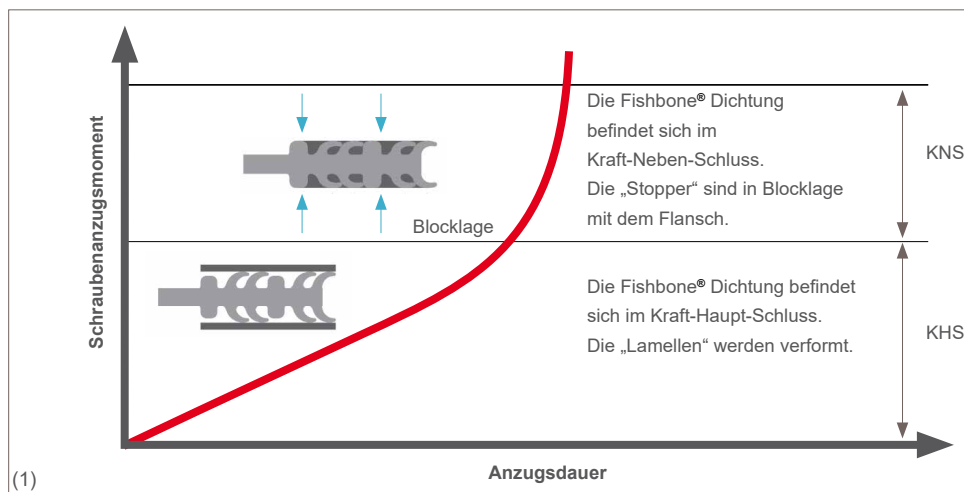 Schraubenanzugsmoment
Die Fishbone® Dichtung
befindet sich im
Kraft-Neben-Schluss.
Die „Stopper“ sind in Blocklage
mit dem Flansch.
KNS
Blocklage
Die Fishbone® Dichtung befindet
sich im Kraft-Haupt-Schluss.
Die „Lamellen“ werden verformt.
KHS
Anzugsdauer
(1)